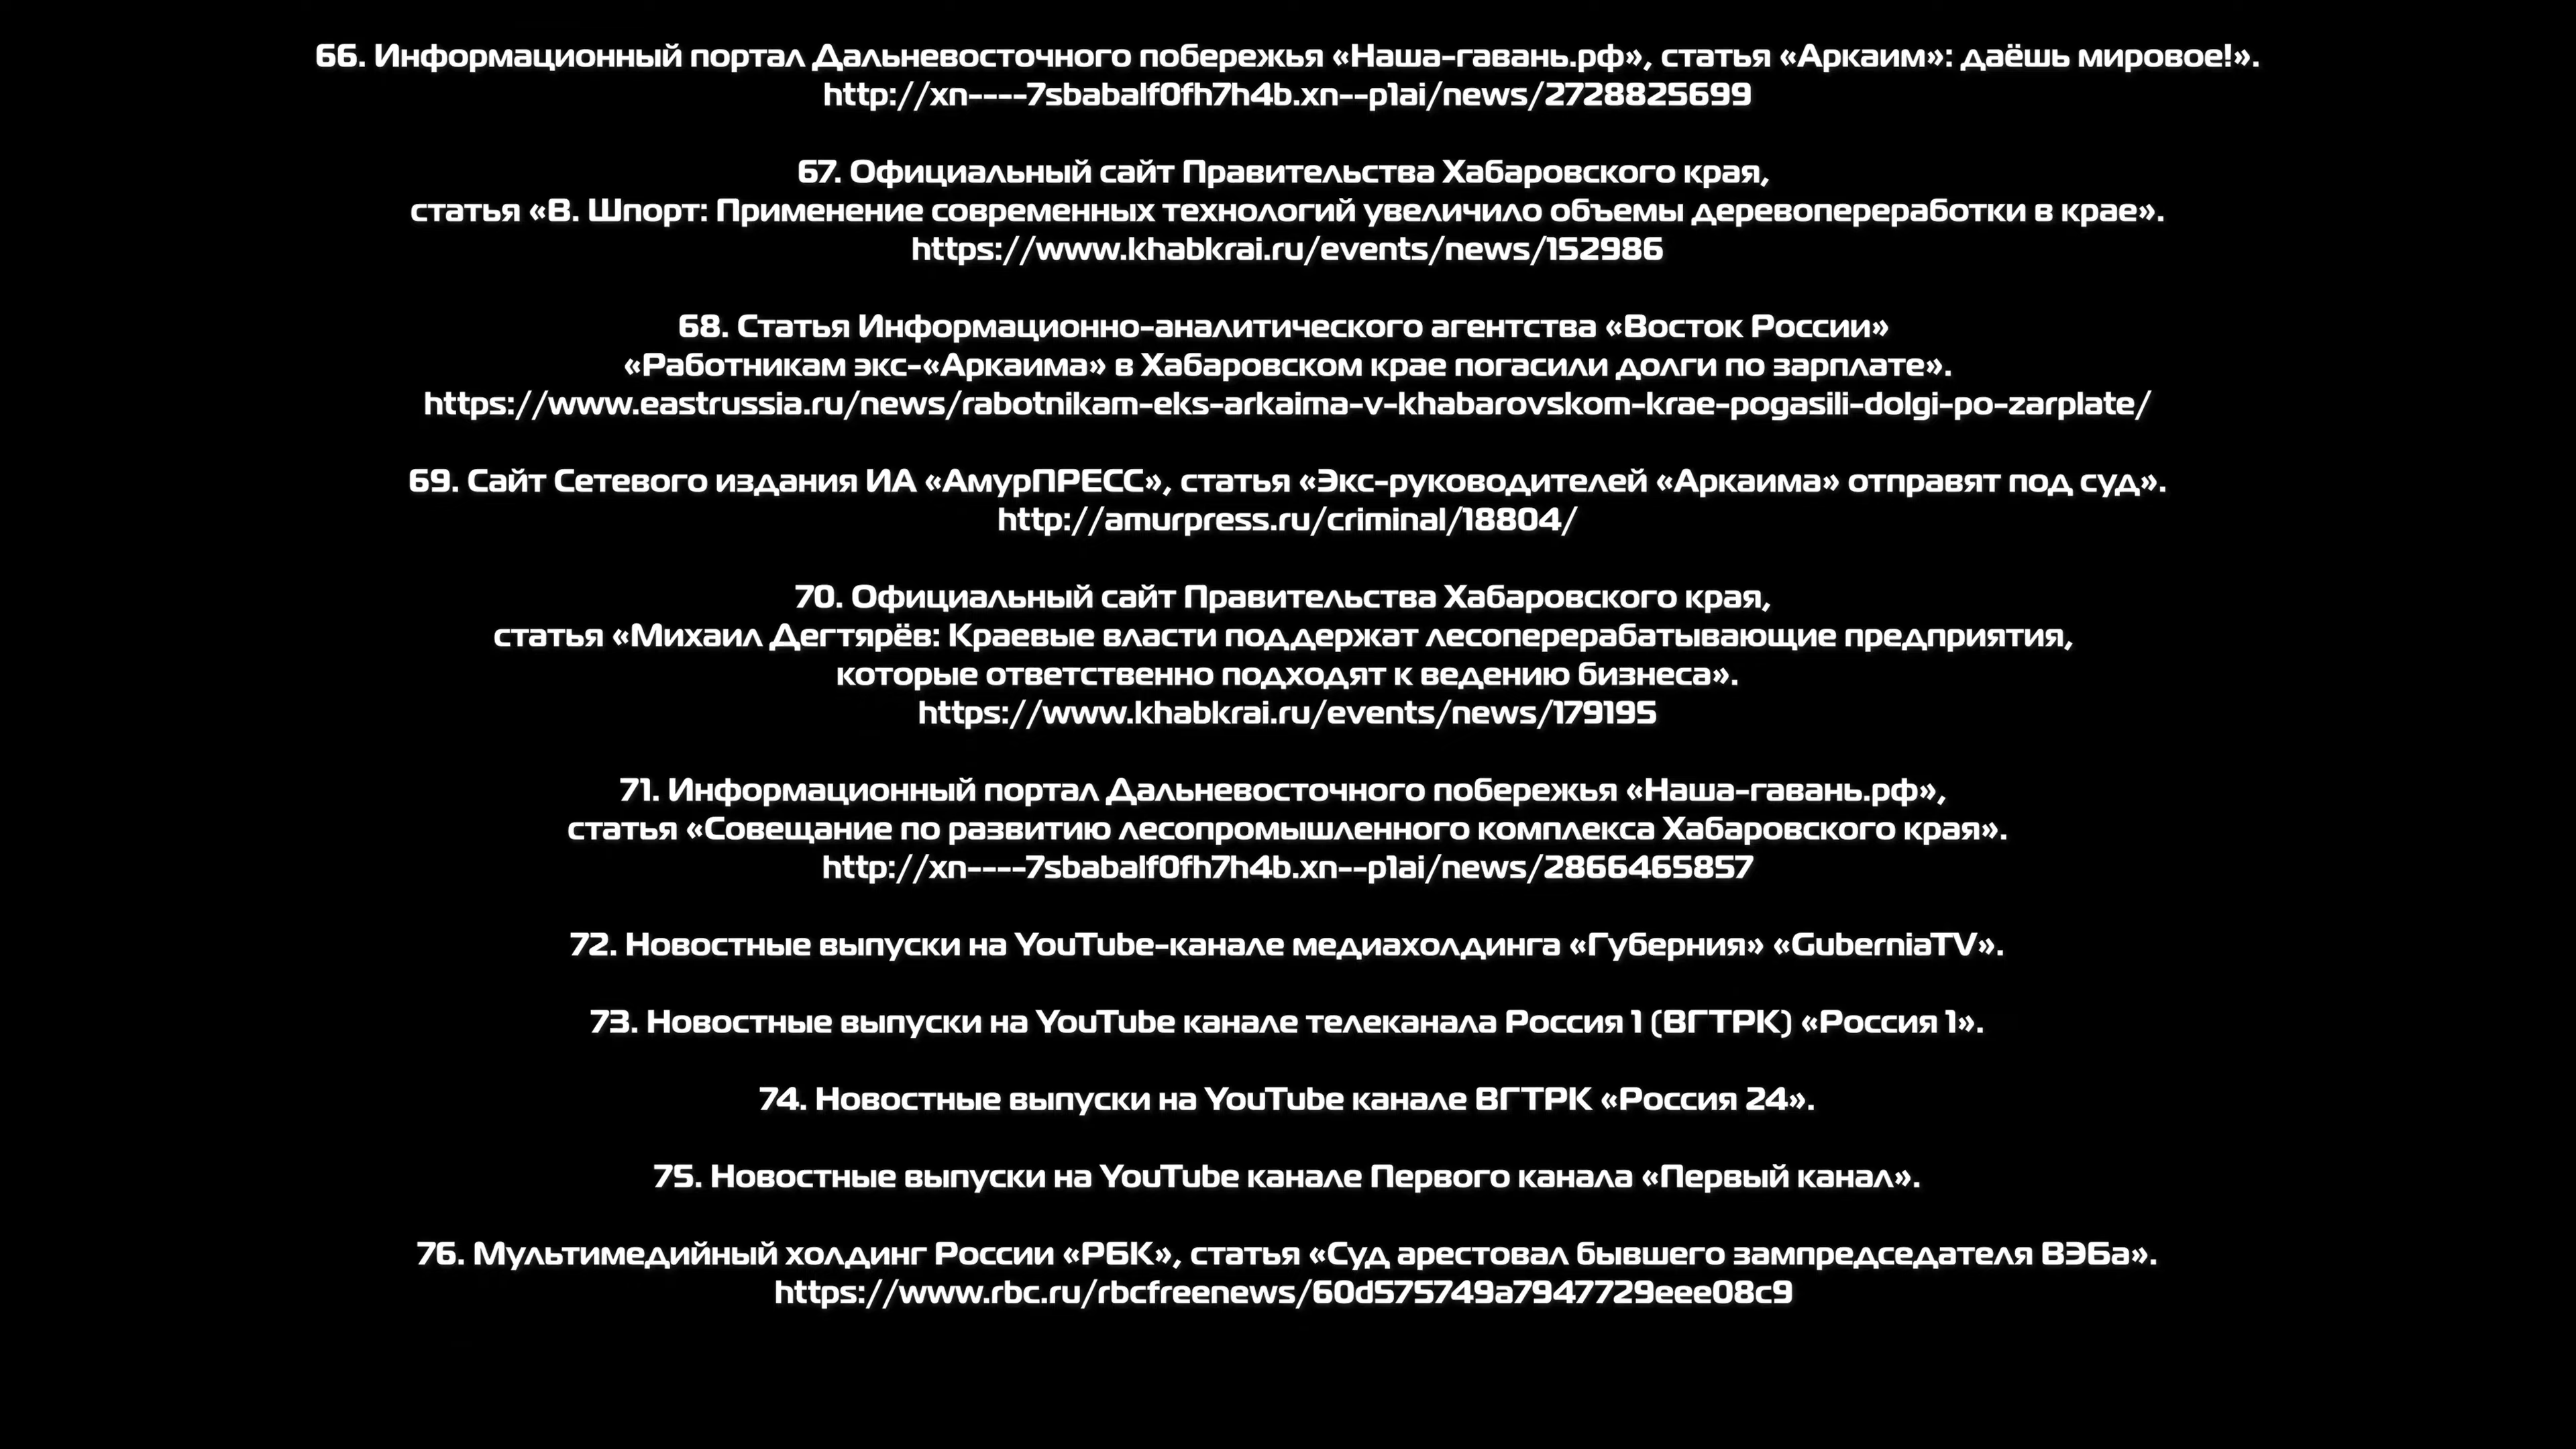 66. Информационный портал Дальневосточного побережья «Наша-гавань.рф», статья «Аркаим»: даёшь мировое!».
http://xn----7sbabalf0fh7h4b.xn--p1ai/news/2728825699
67. Официальный сайт Правительства Хабаровского края,
статья «В. Шпорт: Применение современных технологий увеличило объемы деревопереработки в крае».
https://www.khabkrai.ru/events/news/152986
68. Статья Информационно-аналитического агентства «Восток России»
«Работникам экс-«Аркаима» в Хабаровском крае погасили долги по зарплате».
https://www.eastrussia.ru/news/rabotnikam-eks-arkaima-v-khabarovskom-krae-pogasili-dolgi-po-zarplate/
69. Сайт Сетевого издания ИА «АмурПРЕСС», статья «Экс-руководителей «Аркаима» отправят под суд».
http://amurpress.ru/criminal/18804/
70. Официальный сайт Правительства Хабаровского края,
статья «Михаил Дегтярёв: Краевые власти поддержат лесоперерабатывающие предприятия,
которые ответственно подходят к ведению бизнеса».
https://www.khabkrai.ru/events/news/179195
71. Информационный портал Дальневосточного побережья «Наша-гавань.рф»,
статья «Совещание по развитию лесопромышленного комплекса Хабаровского края».
http://xn----7sbabalf0fh7h4b.xn--p1ai/news/2866465857
72. Новостные выпуски на YouTube-канале медиахолдинга «Губерния» «GuberniaTV».
73. Новостные выпуски на YouTube канале телеканала Россия 1 (ВГТРК) «Россия 1».
74. Новостные выпуски на YouTube канале ВГТРК «Россия 24».
75. Новостные выпуски на YouTube канале Первого канала «Первый канал».
76. Мультимедийный холдинг России «РБК», статья «Суд арестовал бывшего зампредседателя ВЭБа».
https://www.rbc.ru/rbcfreenews/60d575749a7947729eee08c9